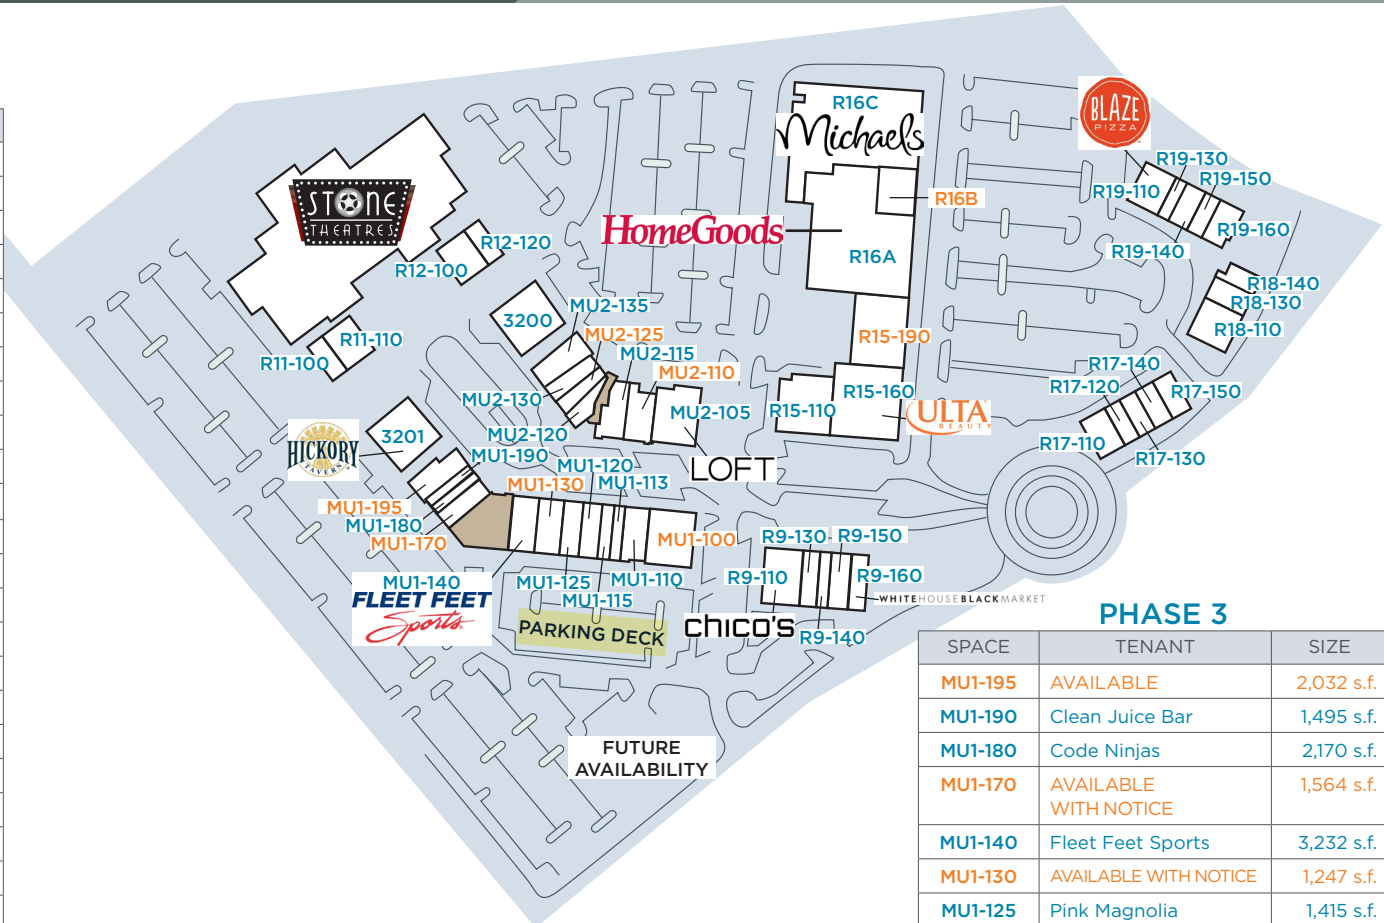 R16C
Michaels
BLAZE
PIZZA
R19-130
R19-150
R19-110
R16B
STONE
THEATRES
HomeGoods
R19-160
R12-120
R19-140
R16A
R12-100
R18-140
R18-130
MU2-135
3200
R18-110
MU2-125
R15-190
R11-110
MU2-115
R11-100
R17-140
MU2-110
R17-120
R15-160
R17-150
MU2-130
MU2-105
R15-110
ULTA
BEAUTY
3201
MU2-120
HICKORY
TAVERN
R17-110
MU1-190
R17-130
MU1-120
LOFT
MU1-130
MU1-113
MU1-195
MU1-180
MU1-170
MU1-100
R9-130
R9-150
R9-110
R9-160
MU1-140
MU1-125
MU1-110
FLEET FEET
Sports
MU1-115
WHITEHOUSEBLACKMARKET
PARKING DECK
chico's
R9-140
FUTURE
AVAILABILITY
PHASE 3
SPACE TENANT SIZE
MU1-195 AVAILABLE 2,032 s.f.
MU1-190 Clean Juice Bar 1,495 s.f.
MU1-180 Code Ninjas 2,170 s.f.
MU1-170 AVAILABLE 1,564 s.f.
WITH NOTICE
MU1-140 Fleet Feet Sports 3,232 s.f.
MU1-130 AVAILABLE WITH NOTICE 1,247 s.f.
MU1-125 Pink Magnolia 1,415 s.f.